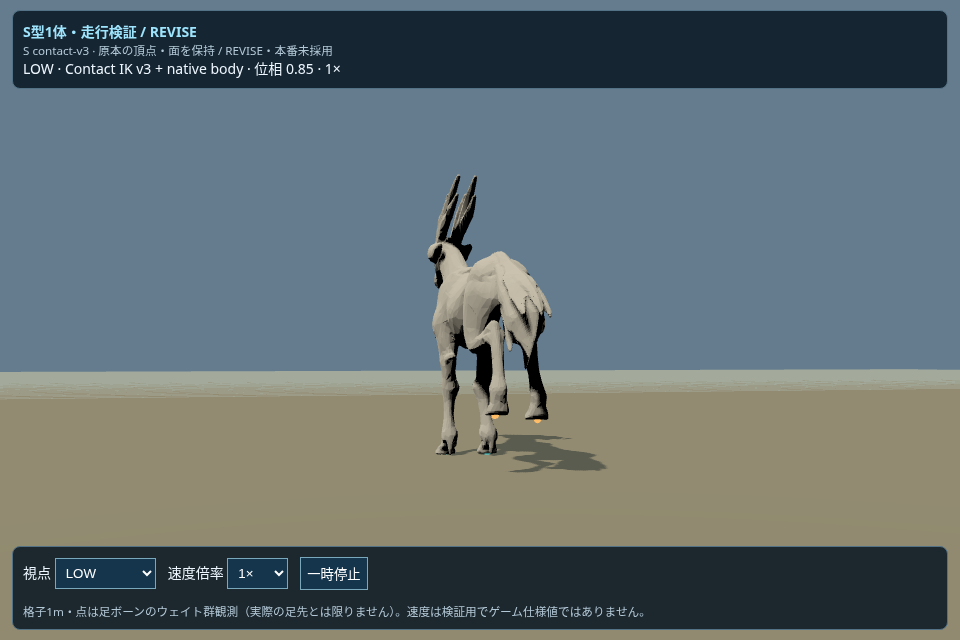 S型1体・走行検証 / REVISE
S contact-v3 · 原本の頂点・面を保持 / REVISE・本番未採用
LOW · Contact IK v3 + native body · 位相 0.85 · 1×
視点 LOW 速度倍率 1× 一時停止
格子1m・点は足ボーンのウェイト群観測（実際の足先とは限りません）。速度は検証用でゲーム仕様値ではありません。